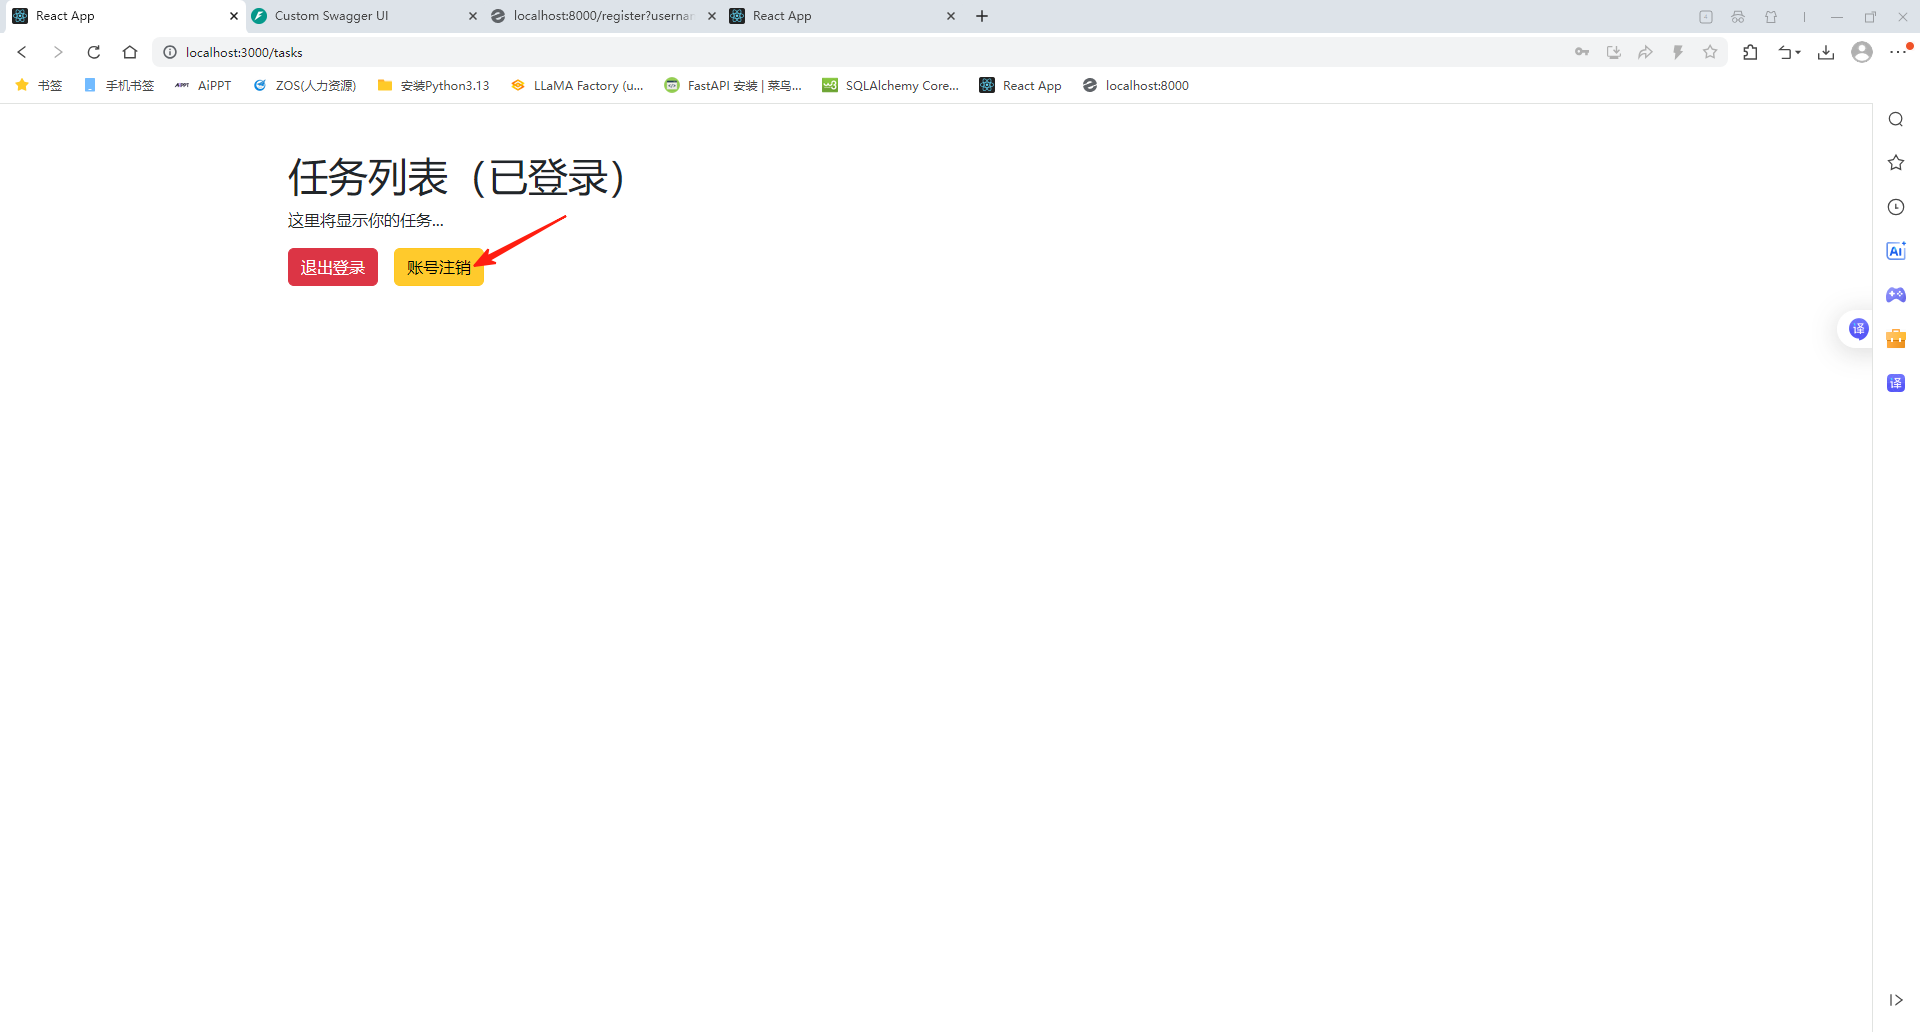 React App
Custom Swagger UI
localhost:8000/register?usernar
React App
localhost:3000/tasks
书签
手机书签
AiPPT
AiPPT
ZOS(人力资源)
安装Python3.13
LLaMA Factory (u...
FastAPI 安装 | 菜鸟...
SQLAlchemy Core...
React App
localhost:8000
任务列表（已登录）
这里将显示你的任务...
退出登录
账号注销
AI
译
译